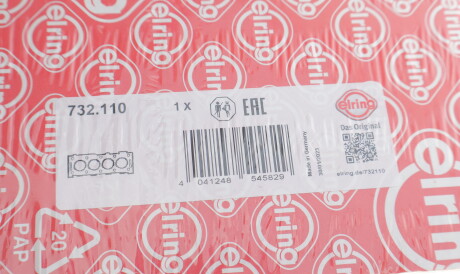 elring
732.110
1 X
EAC
elring
Das Original
Made in Germany
4 041248 545829
elring.de/732110
20
PAP